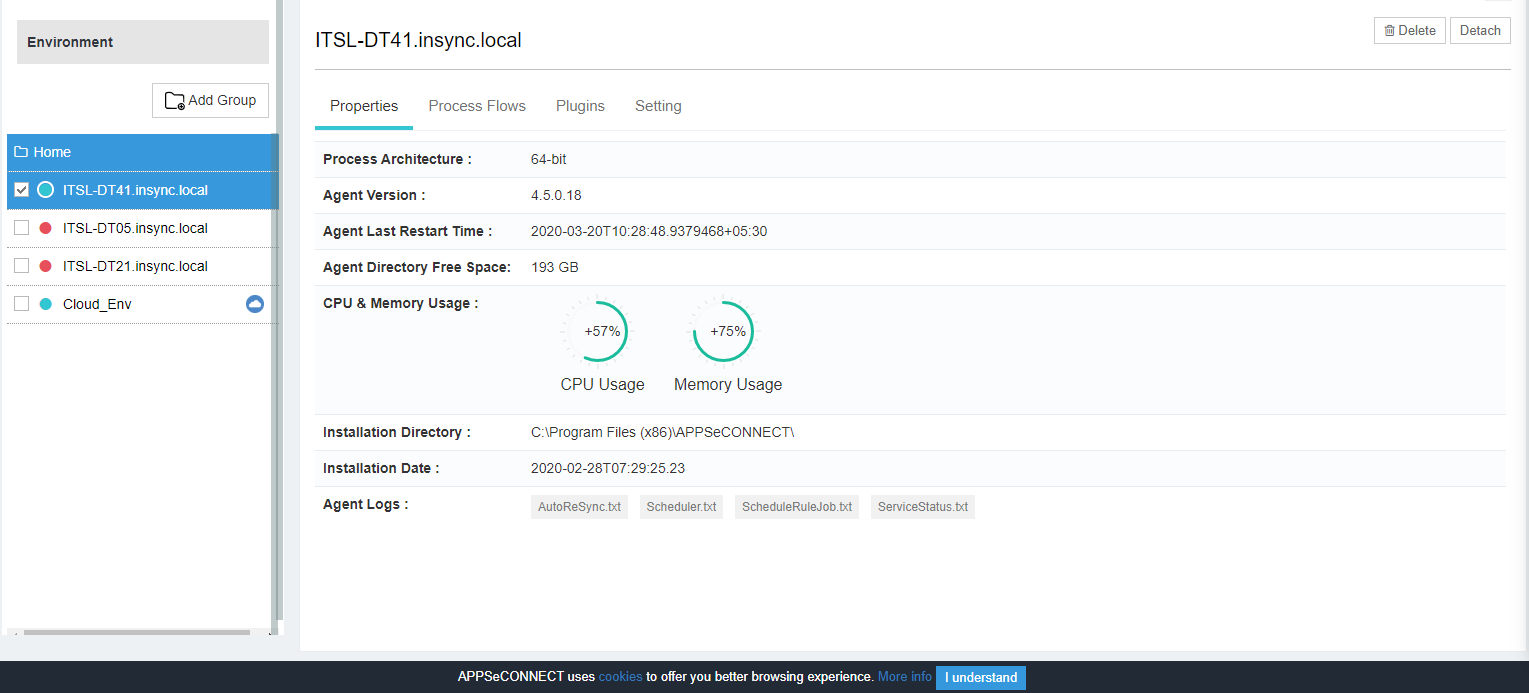 Environment
Add Group
Home
ITSL-DT41.insync.local
ITSL-DT05.insync.local
ITSL-DT21.insync.local
Cloud_Env
ITSL-DT41.insync.local
Delete
Detach
Properties
Process Flows
Plugins
Setting
Process Architecture : 64-bit
Agent Version : 4.5.0.18
Agent Last Restart Time : 2020-03-20T10:28:48.9379468+05:30
Agent Directory Free Space: 193 GB
CPU & Memory Usage :
+57% +75%
CPU Usage Memory Usage
Installation Directory : C:\Program Files (x86)\APPSeCONNECT\
Installation Date : 2020-02-28T07:29:25.23
Agent Logs : AutoReSync.txt Scheduler.txt ScheduleRuleJob.txt ServiceStatus.txt
APPSeCONNECT uses cookies to offer you better browsing experience. More info I understand